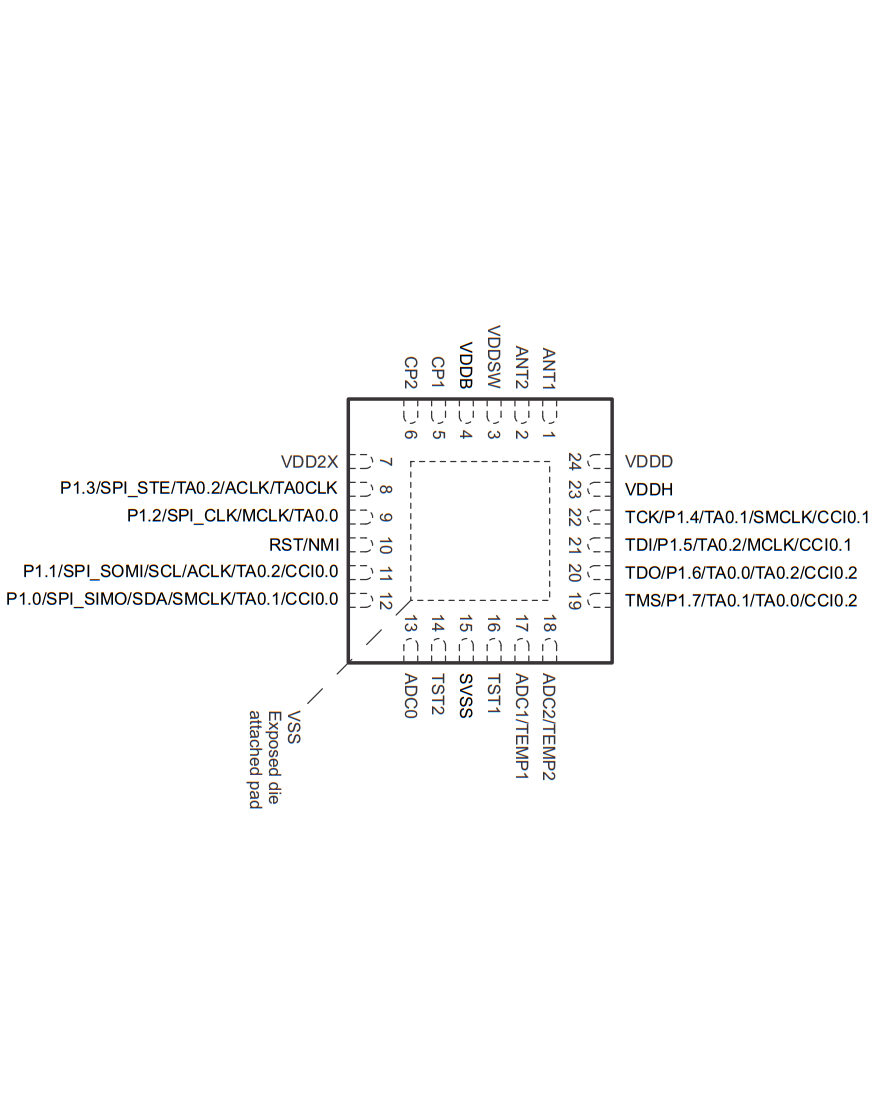 CP2
CP1
VDDB
VDDSW
ANT2
ANT1
6
5
4
3
2
1
VDD2X
7
P1.3/SPI_STE/TA0.2/ACLK/TA0CLK
8
P1.2/SPI_CLK/MCLK/TA0.0
9
RST/NMI
10
P1.1/SPI_SOMI/SCL/ACLK/TA0.2/CCI0.0
11
P1.0/SPI_SIMO/SDA/SMCLK/TA0.1/CCI0.0
12
24
VDDD
23
VDDH
22
TCK/P1.4/TA0.1/SMCLK/CCI0.1
21
TDI/P1.5/TA0.2/MCLK/CCI0.1
20
TDO/P1.6/TA0.0/TA0.2/CCI0.2
19
TMS/P1.7/TA0.1/TA0.0/CCI0.2
13
14
15
16
17
18
ADC0
TST2
SVSS
TST1
ADC1/TEMP1
ADC2/TEMP2
VSS
Exposed die
attached pad